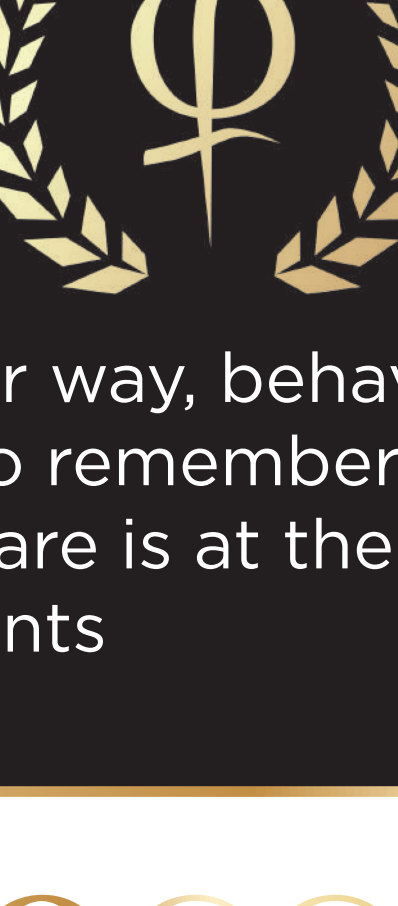 r way, behav
o remember
are is at the
nts